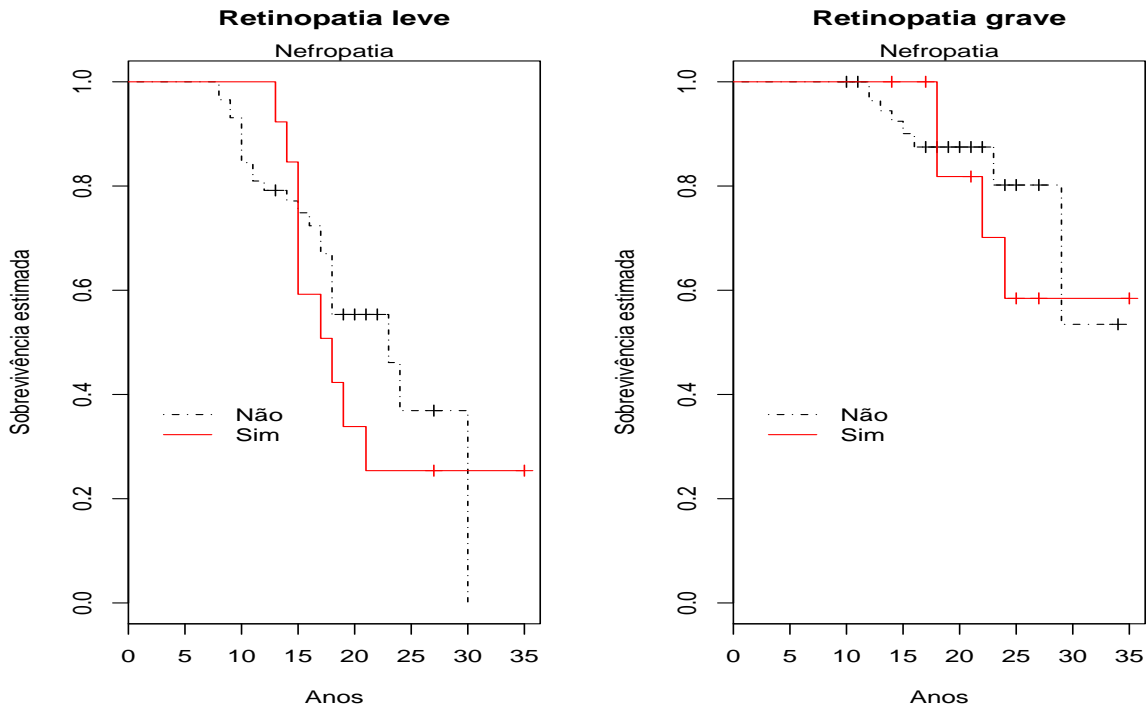 Retinopatia leve
Nefropatia
Sobrevivência estimada
1.0
0.8
0.6
0.4
0.2
0.0
Não
Sim
0 5 10 15 20 25 30 35
Anos
Retinopatia grave
Nefropatia
Sobrevivência estimada
1.0
0.8
0.6
0.4
0.2
0.0
Não
Sim
0 5 10 15 20 25 30 35
Anos